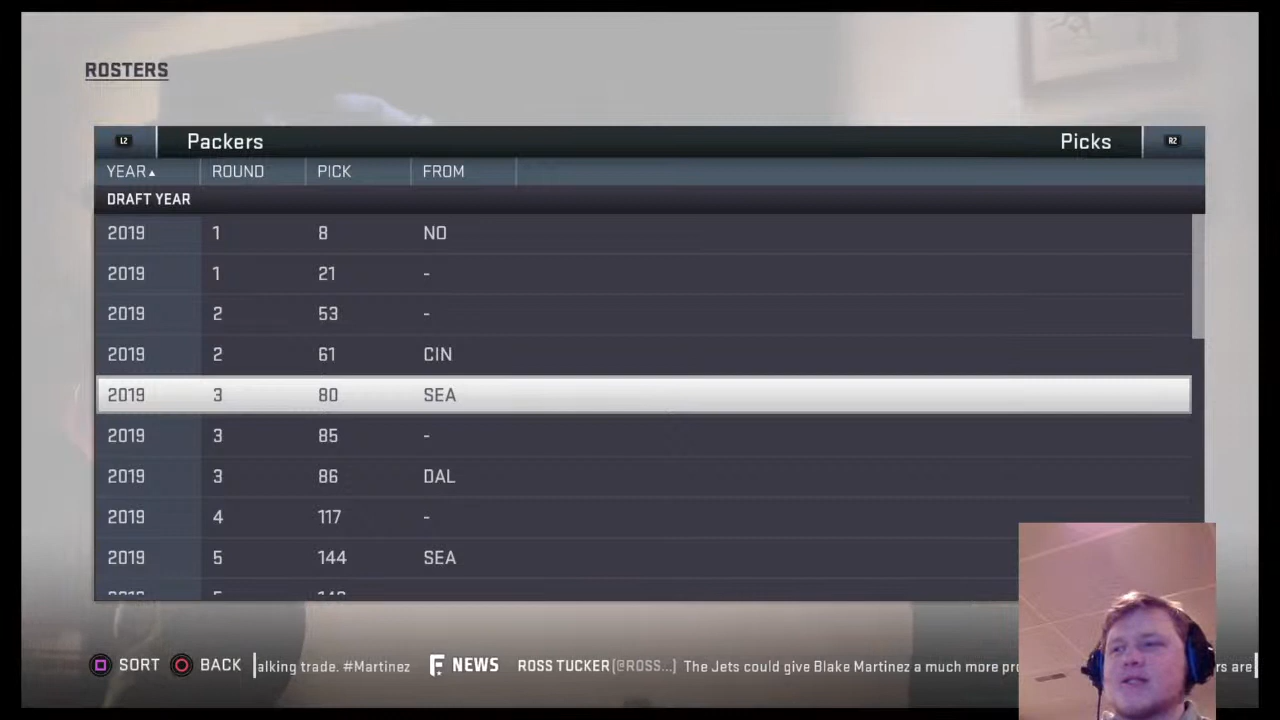 ROSTERS
L2 Packers Picks R2
YEAR ROUND PICK FROM
DRAFT YEAR
2019 1 8 NO
2019 1 21 -
2019 2 53 -
2019 2 61 CIN
2019 3 80 SEA
2019 3 85 -
2019 3 86 DAL
2019 4 117 -
2019 5 144 SEA
SORT BACK alking trade. #Martinez F NEWS ROSS TUCKER(@ROSS...) The Jets could give Blake Martinez a much more